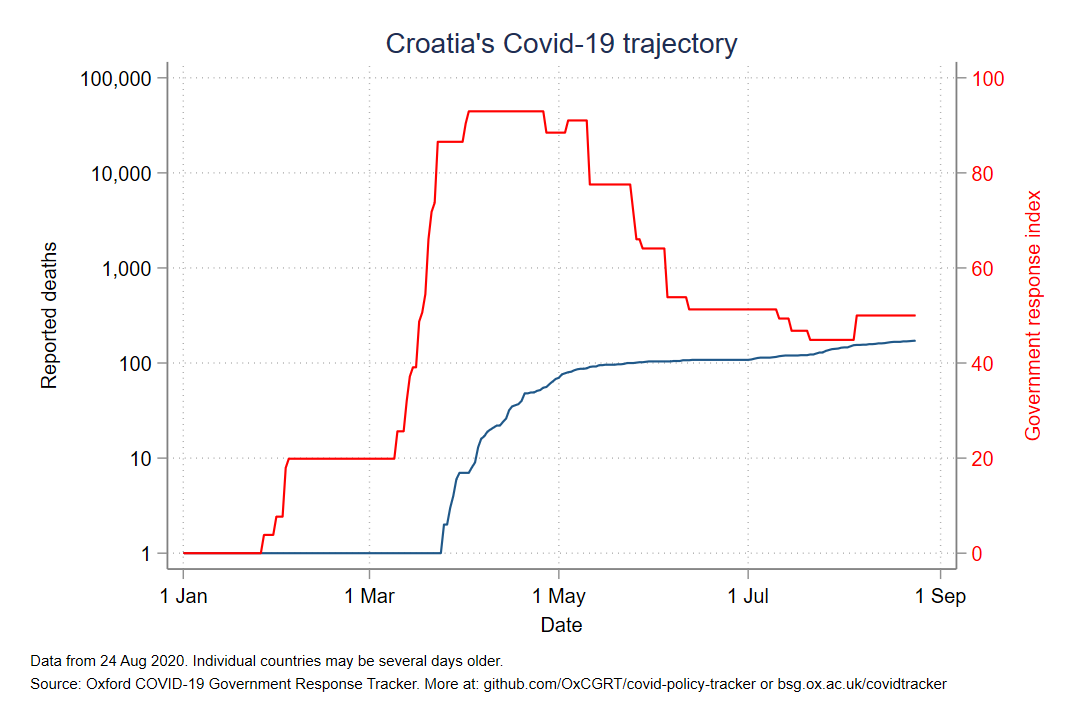 Croatia's Covid-19 trajectory
100,000
10,000
1,000
100
10
1
Reported deaths
100
80
60
40
20
0
Government response index
1 Jan
1 Mar
1 May
1 Jul
1 Sep
Date
Data from 24 Aug 2020. Individual countries may be several days older.
Source: Oxford COVID-19 Government Response Tracker. More at: github.com/OxCGRT/covid-policy-tracker or bsg.ox.ac.uk/covidtracker